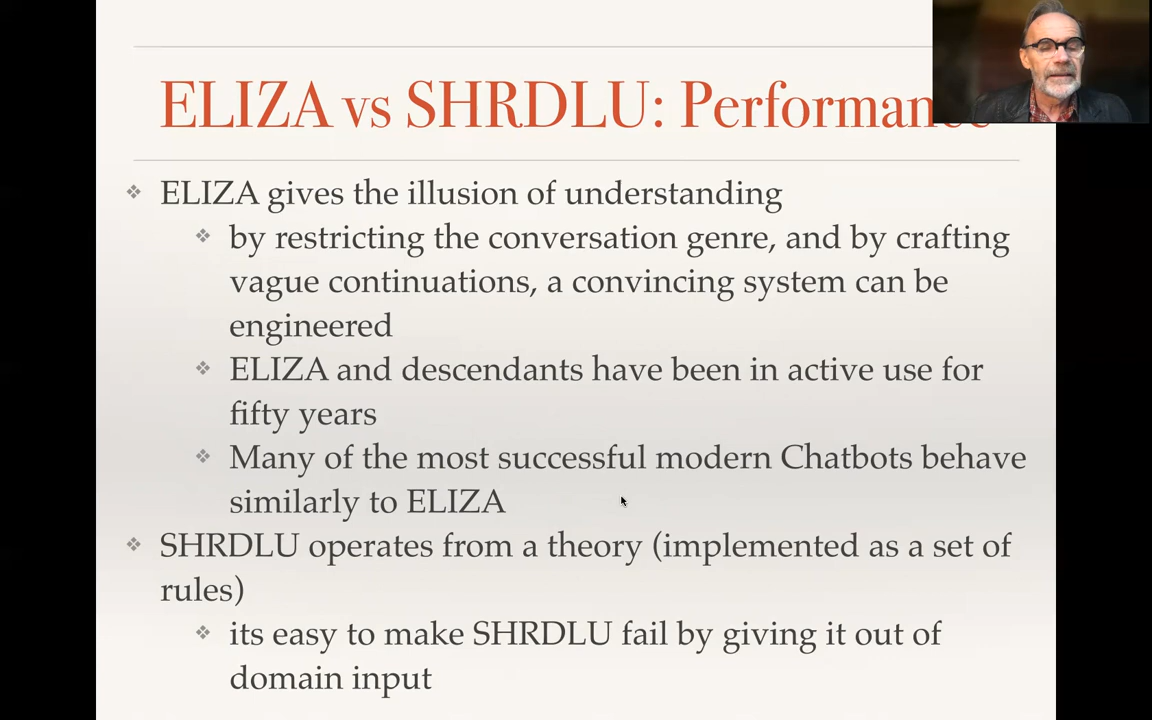 ELIZA vs SHRDLU:
ELIZA gives the illusion of understanding
by restricting the conversation genre, and by crafting
vague continuations, a convincing system can be
engineered
ELIZA and descendants have been in active use for
fifty years
Many of the most successful modern Chatbots behave
similarly to ELIZA
SHRDLU operates from a theory (implemented as a set of
rules)
its easy to make SHRDLU fail by giving it out of
domain input